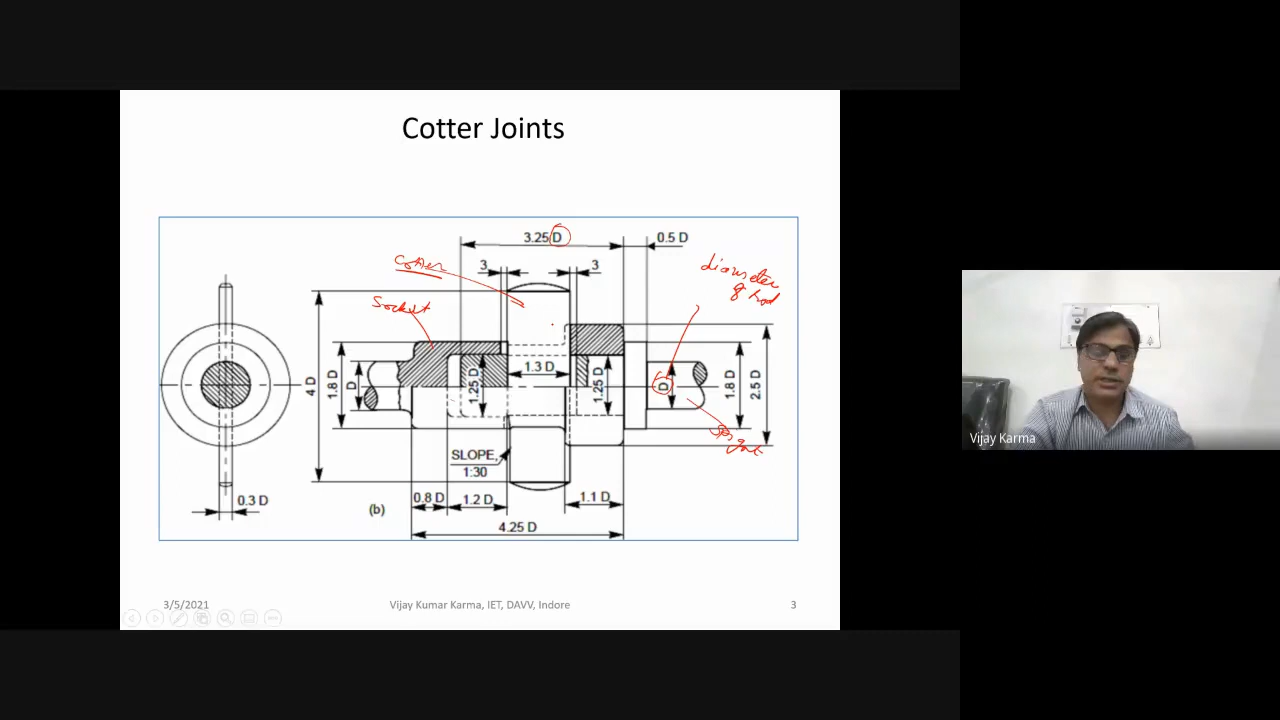 Cotter Joints
3.25 D
0.5 D
3
3
cotter
diameter
of rod
Socket
1.3 D
4 D
1.8 D
D
1.25 D
1.25 D
D
1.8 D
2.5 D
Spigot
SLOPE,
1:30
0.3 D
0.8 D
1.2 D
1.1 D
(b)
4.25 D
3/5/2021
Vijay Kumar Karma, IET, DAVV, Indore
3
Vijay Karma